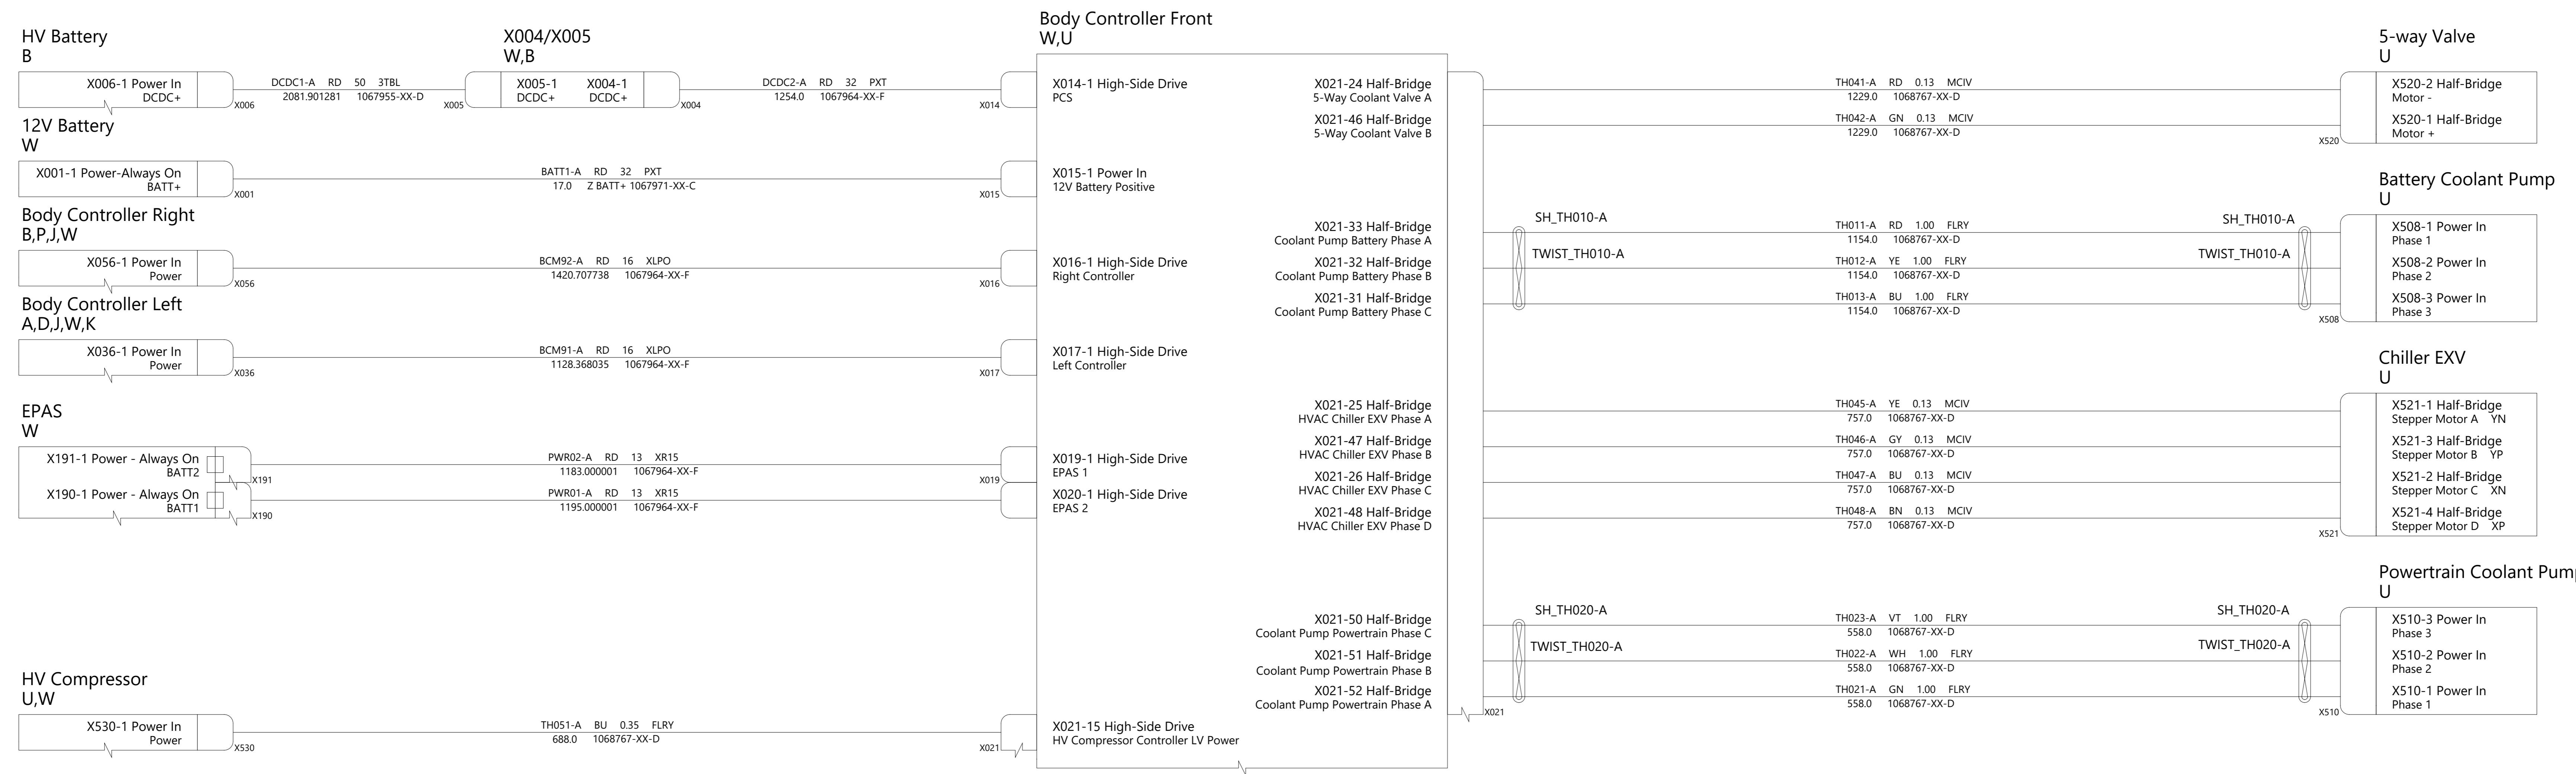 Body Controller Front
W,U
HV Battery
B
X006-1 Power In
DCDC+
X006
DCDC1-A RD 50 3TBL
2081.901281 1067955-XX-D
X004/X005
W,B
X005
X005-1 X004-1
DCDC+ DCDC+
X004
DCDC2-A RD 32 PXT
1254.0 1067964-XX-F
X014
X014-1 High-Side Drive
PCS
12V Battery
W
X001-1 Power-Always On
BATT+
X001
BATT1-A RD 32 PXT
17.0 Z BATT+ 1067971-XX-C
X015
X015-1 Power In
12V Battery Positive
Body Controller Right
B,P,J,W
X056-1 Power In
Power
X056
BCM92-A RD 16 XLPO
1420.707738 1067964-XX-F
X016
X016-1 High-Side Drive
Right Controller
Body Controller Left
A,D,J,W,K
X036-1 Power In
Power
X036
BCM91-A RD 16 XLPO
1128.368035 1067964-XX-F
X017
X017-1 High-Side Drive
Left Controller
EPAS
W
X191-1 Power - Always On
BATT2
X191
PWR02-A RD 13 XR15
1183.000001 1067964-XX-F
X019
X019-1 High-Side Drive
EPAS 1
X190-1 Power - Always On
BATT1
X190
PWR01-A RD 13 XR15
1195.000001 1067964-XX-F
X020-1 High-Side Drive
EPAS 2
HV Compressor
U,W
X530-1 Power In
Power
X530
TH051-A BU 0.35 FLRY
688.0 1068767-XX-D
X021
X021-15 High-Side Drive
HV Compressor Controller LV Power
X021-24 Half-Bridge
5-Way Coolant Valve A
X021-46 Half-Bridge
5-Way Coolant Valve B
TH041-A RD 0.13 MCIV
1229.0 1068767-XX-D
TH042-A GN 0.13 MCIV
1229.0 1068767-XX-D
5-way Valve
U
X520-2 Half-Bridge
Motor -
X520-1 Half-Bridge
Motor +
X520
X021-33 Half-Bridge
Coolant Pump Battery Phase A
X021-32 Half-Bridge
Coolant Pump Battery Phase B
X021-31 Half-Bridge
Coolant Pump Battery Phase C
SH_TH010-A
TWIST_TH010-A
TH011-A RD 1.00 FLRY
1154.0 1068767-XX-D
TH012-A YE 1.00 FLRY
1154.0 1068767-XX-D
TH013-A BU 1.00 FLRY
1154.0 1068767-XX-D
SH_TH010-A
TWIST_TH010-A
Battery Coolant Pump
U
X508-1 Power In
Phase 1
X508-2 Power In
Phase 2
X508-3 Power In
Phase 3
X508
X021-25 Half-Bridge
HVAC Chiller EXV Phase A
X021-47 Half-Bridge
HVAC Chiller EXV Phase B
X021-26 Half-Bridge
HVAC Chiller EXV Phase C
X021-48 Half-Bridge
HVAC Chiller EXV Phase D
TH045-A YE 0.13 MCIV
757.0 1068767-XX-D
TH046-A GY 0.13 MCIV
757.0 1068767-XX-D
TH047-A BU 0.13 MCIV
757.0 1068767-XX-D
TH048-A BN 0.13 MCIV
757.0 1068767-XX-D
Chiller EXV
U
X521-1 Half-Bridge
Stepper Motor A YN
X521-3 Half-Bridge
Stepper Motor B YP
X521-2 Half-Bridge
Stepper Motor C XN
X521-4 Half-Bridge
Stepper Motor D XP
X521
X021-50 Half-Bridge
Coolant Pump Powertrain Phase C
X021-51 Half-Bridge
Coolant Pump Powertrain Phase B
X021-52 Half-Bridge
Coolant Pump Powertrain Phase A
X021
SH_TH020-A
TWIST_TH020-A
TH023-A VT 1.00 FLRY
558.0 1068767-XX-D
TH022-A WH 1.00 FLRY
558.0 1068767-XX-D
TH021-A GN 1.00 FLRY
558.0 1068767-XX-D
SH_TH020-A
TWIST_TH020-A
Powertrain Coolant Pum
U
X510-3 Power In
Phase 3
X510-2 Power In
Phase 2
X510-1 Power In
Phase 1
X510